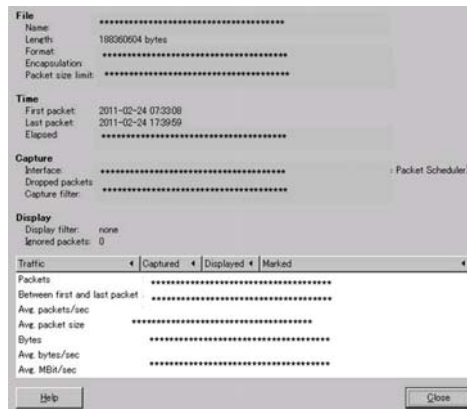 File
Name:
****************************************
Length: 188360604 bytes
Format: ****************************************
Encapsulation:
Packet size limit: ****************************************
Time
First packet: 2011-02-24 07:33:08
Last packet: 2011-02-24 17:39:59
Elapsed: ****************************************
Capture
Interface: **************************************** : Packet Scheduler)
Dropped packets:
Capture filter: ****************************************
Display
Display filter: none
Ignored packets: 0
Traffic Captured Displayed Marked
Packets ****************************************
Between first and last packet ****************************************
Avg. packets/sec
Avg. packet size ****************************************
Bytes ****************************************
Avg. bytes/sec
Avg. MBit/sec ****************************************
Help Close